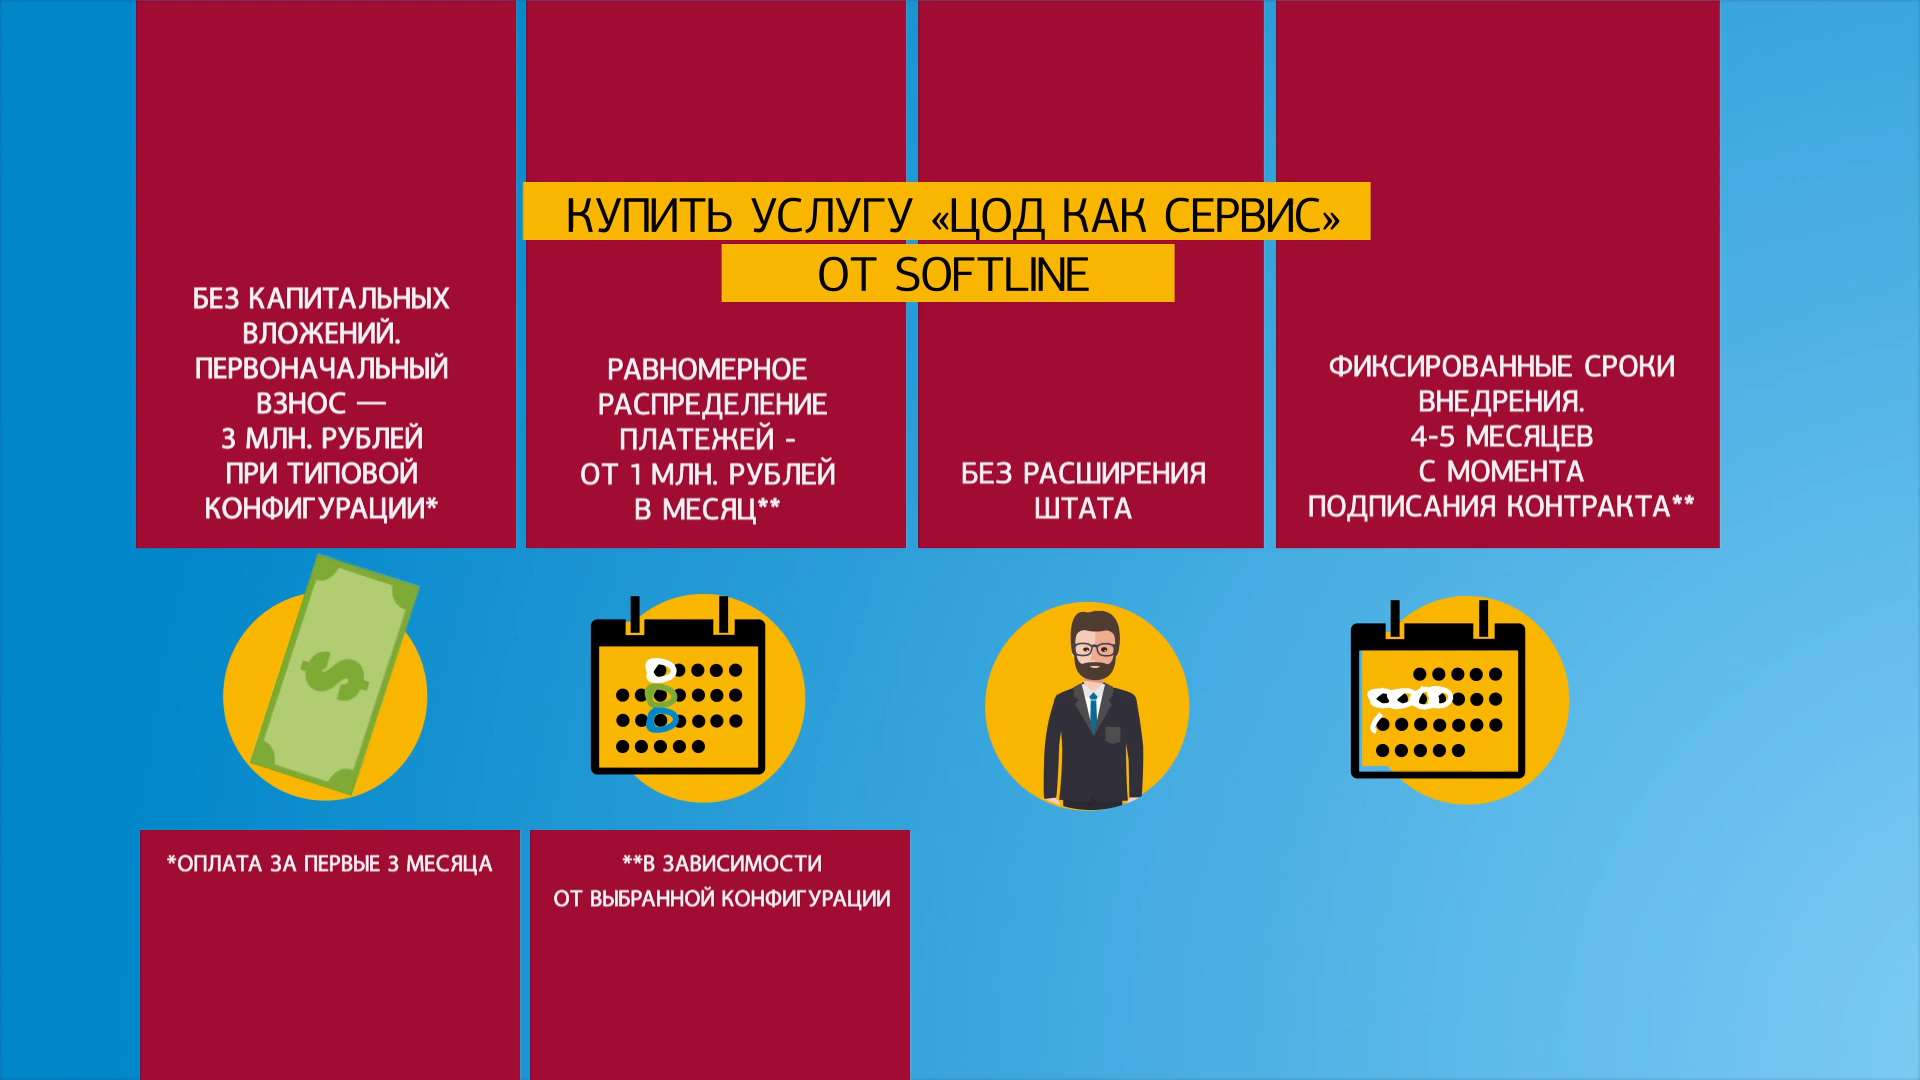 КУПИТЬ УСЛУГУ «ЦОД КАК СЕРВИС»
ОТ SOFTLINE
БЕЗ КАПИТАЛЬНЫХ
ВЛОЖЕНИЙ.
ПЕРВОНАЧАЛЬНЫЙ
ВЗНОС —
3 МЛН. РУБЛЕЙ
ПРИ ТИПОВОЙ
КОНФИГУРАЦИИ*
РАВНОМЕРНОЕ
РАСПРЕДЕЛЕНИЕ
ПЛАТЕЖЕЙ -
ОТ 1 МЛН. РУБЛЕЙ
В МЕСЯЦ**
БЕЗ РАСШИРЕНИЯ
ШТАТА
ФИКСИРОВАННЫЕ СРОКИ
ВНЕДРЕНИЯ.
4-5 МЕСЯЦЕВ
С МОМЕНТА
ПОДПИСАНИЯ КОНТРАКТА**
$
*ОПЛАТА ЗА ПЕРВЫЕ 3 МЕСЯЦА
**В ЗАВИСИМОСТИ
ОТ ВЫБРАННОЙ КОНФИГУРАЦИИ